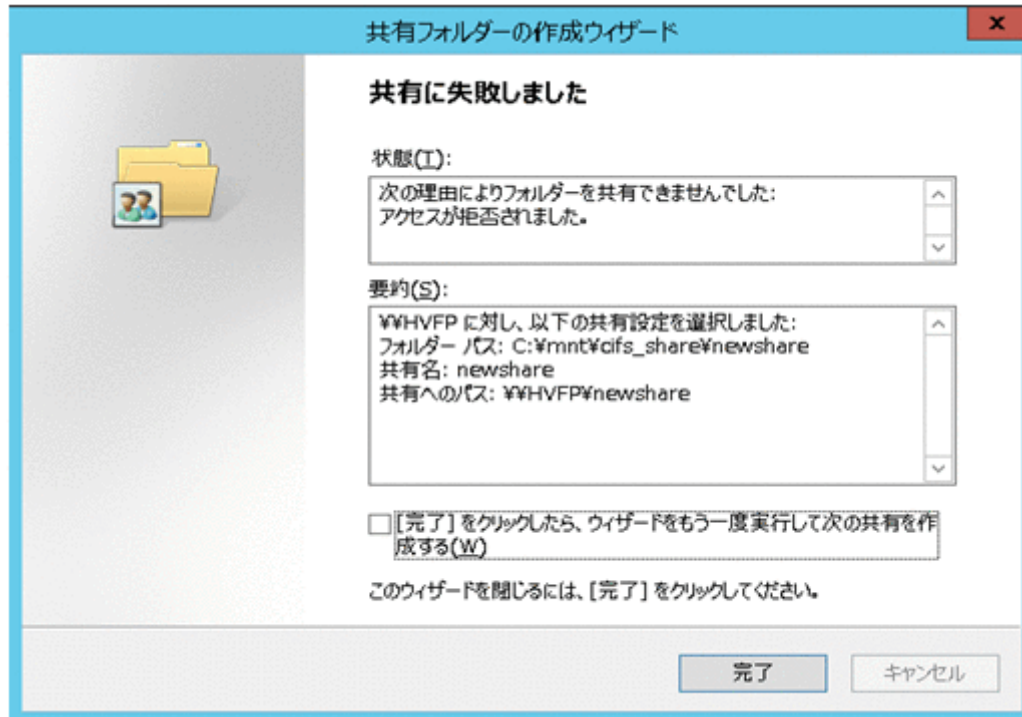 共有フォルダーの作成ウィザード
x
共有に失敗しました
状態(T):
次の理由によりフォルダーを共有できませんでした:
アクセスが拒否されました。
要約(S):
¥¥HVFP に対し、以下の共有設定を選択しました:
フォルダー パス: C:¥mnt¥cifs_share¥newshare
共有名: newshare
共有へのパス: ¥¥HVFP¥newshare
[完了] をクリックしたら、ウィザードをもう一度実行して次の共有を作
成する(W)
このウィザードを閉じるには、[完了] をクリックしてください。
完了
キャンセル